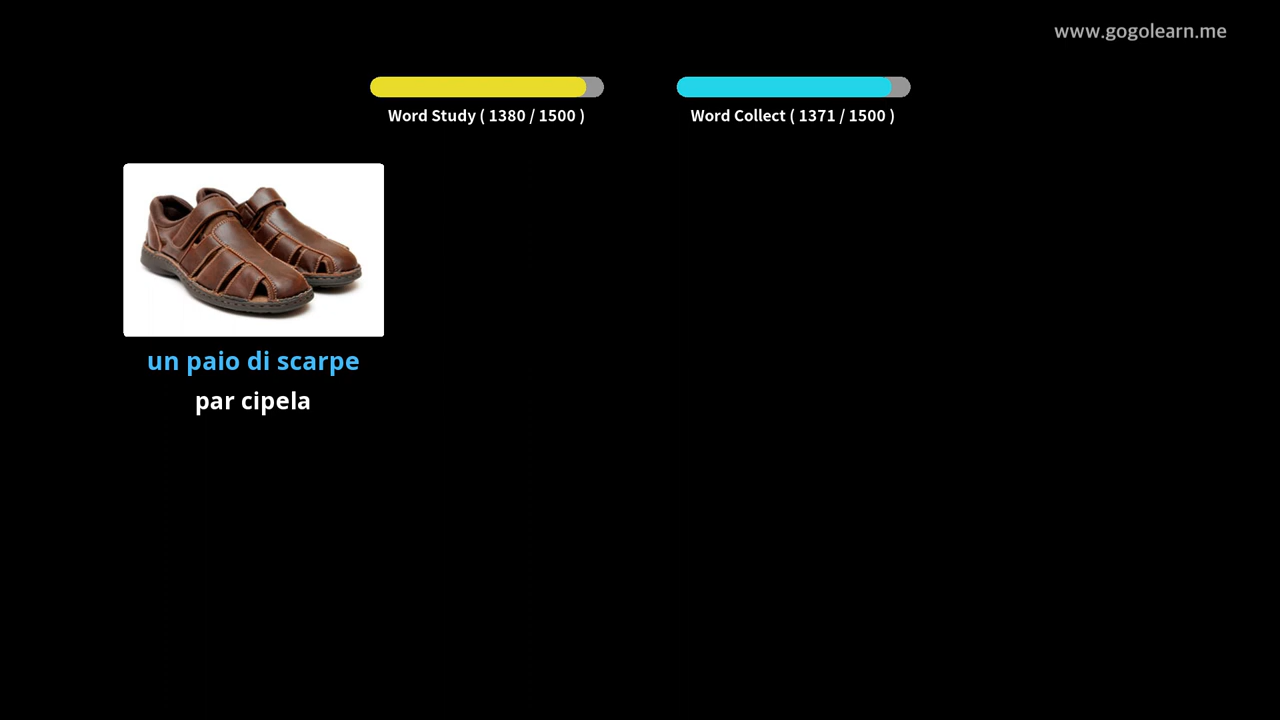 www.gogolearn.me
Word Study ( 1380 / 1500 )
Word Collect ( 1371 / 1500 )
un paio di scarpe
par cipela